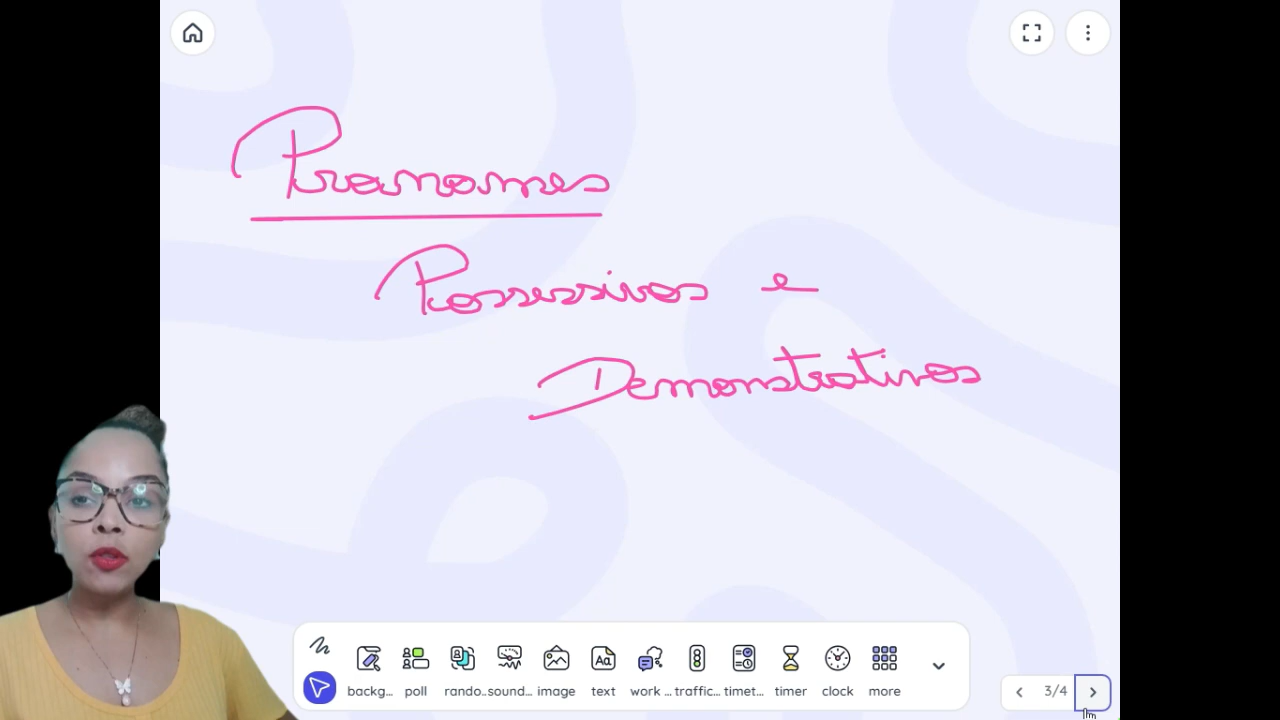 Pronomes
Possessivos e
Demonstrativos
backg... poll rando.. sound... image text work ... traffic... timet... timer clock more
3/4